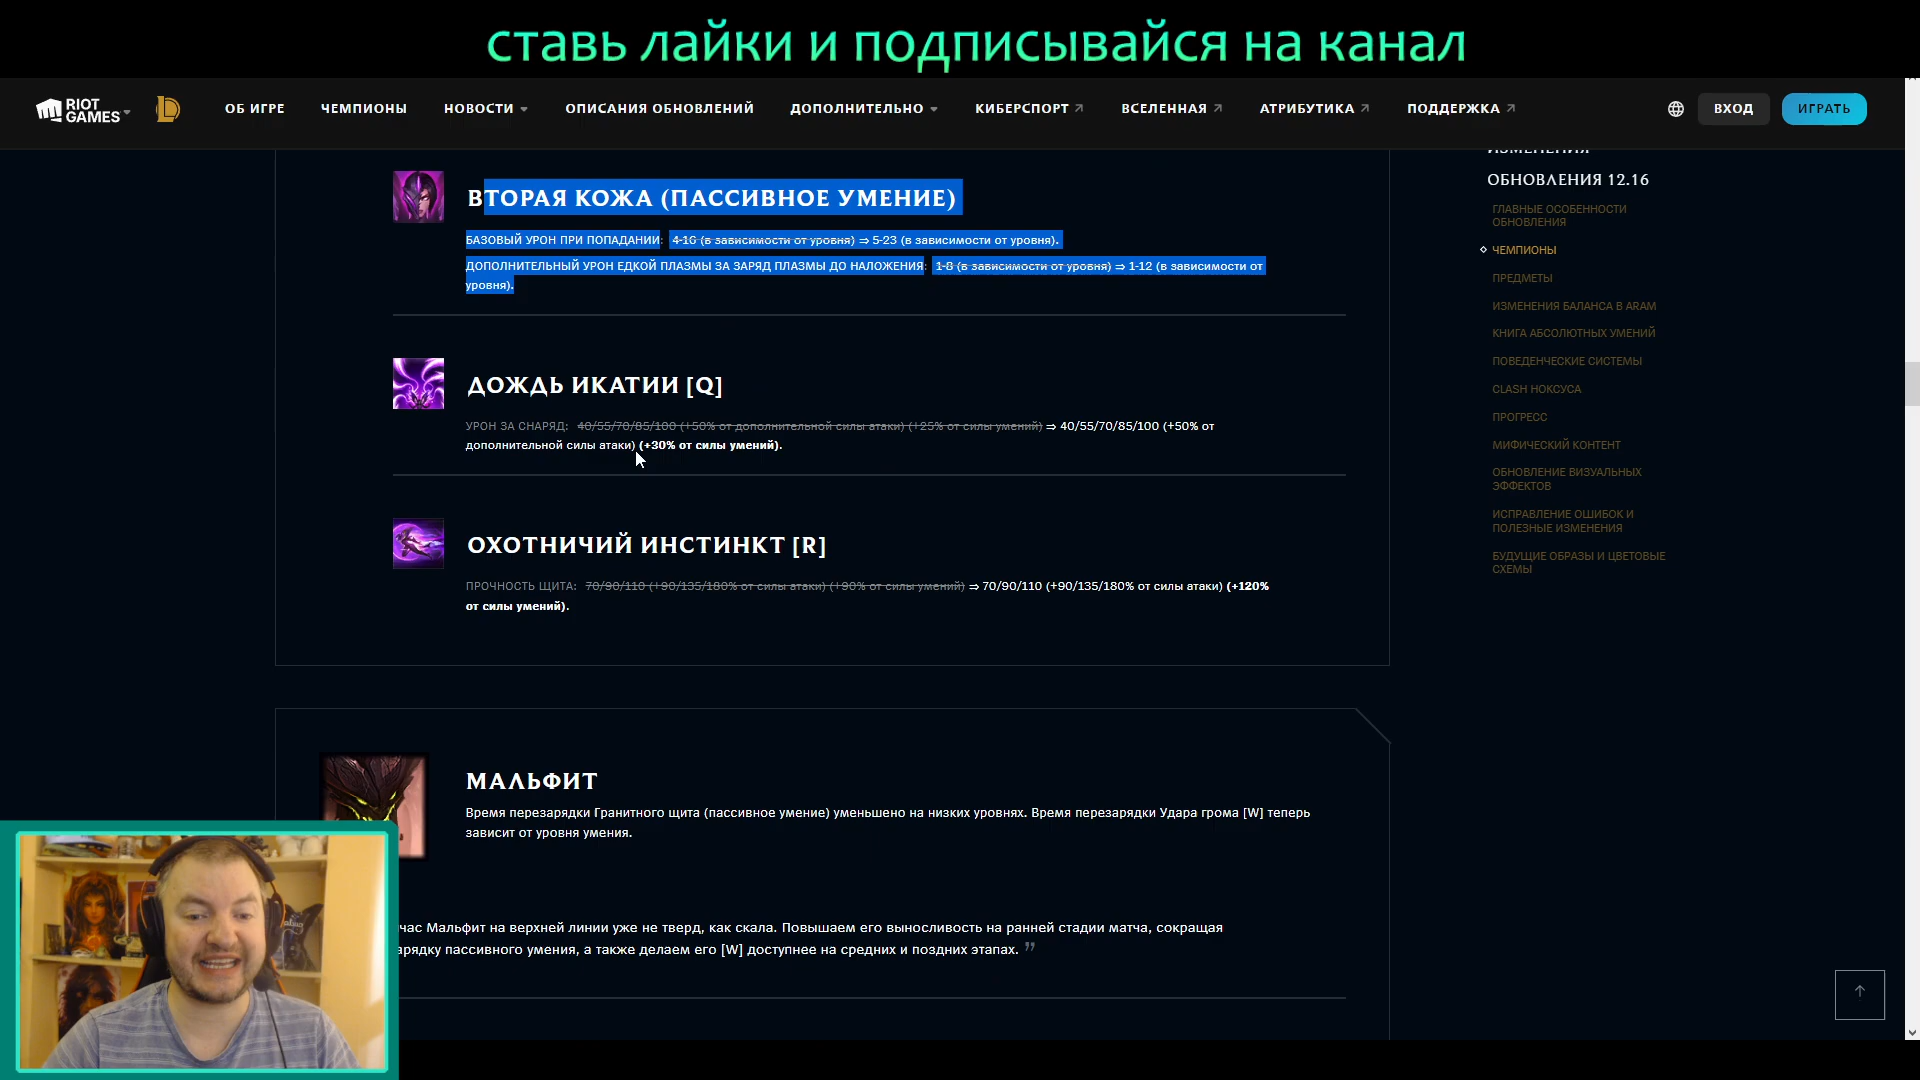 ставь лайки и подписывайся на канал
RIOT GAMES
ОБ ИГРЕ
ЧЕМПИОНЫ
НОВОСТИ
ОПИСАНИЯ ОБНОВЛЕНИЙ
ДОПОЛНИТЕЛЬНО
КИБЕРСПОРТ
ВСЕЛЕННАЯ
АТРИБУТИКА
ПОДДЕРЖКА
ВХОД
ИГРАТЬ
ВТОРАЯ КОЖА (ПАССИВНОЕ УМЕНИЕ)
БАЗОВЫЙ УРОН ПРИ ПОПАДАНИИ: 4-16 (в зависимости от уровня) ⇒ 5-23 (в зависимости от уровня).
ДОПОЛНИТЕЛЬНЫЙ УРОН ЕДКОЙ ПЛАЗМЫ ЗА ЗАРЯД ПЛАЗМЫ ДО НАЛОЖЕНИЯ: 1-8 (в зависимости от уровня) ⇒ 1-12 (в зависимости от
уровня).
ДОЖДЬ ИКАТИИ [Q]
УРОН ЗА СНАРЯД: 40/55/70/85/100 (+50% от дополнительной силы атаки) (+25% от силы умений) ⇒ 40/55/70/85/100 (+50% от
дополнительной силы атаки) (+30% от силы умений).
ОХОТНИЧИЙ ИНСТИНКТ [R]
ПРОЧНОСТЬ ЩИТА: 70/90/110 (+90/135/180% от силы атаки) (+90% от силы умений) ⇒ 70/90/110 (+90/135/180% от силы атаки) (+120%
от силы умений).
МАЛЬФИТ
Время перезарядки Гранитного щита (пассивное умение) уменьшено на низких уровнях. Время перезарядки Удара грома [W] теперь
зависит от уровня умения.
час Мальфит на верхней линии уже не тверд, как скала. Повышаем его выносливость на ранней стадии матча, сокращая
арядку пассивного умения, а также делаем его [W] доступнее на средних и поздних этапах. ”
ИЗМЕНЕНИЯ
ОБНОВЛЕНИЯ 12.16
ГЛАВНЫЕ ОСОБЕННОСТИ
ОБНОВЛЕНИЯ
ЧЕМПИОНЫ
ПРЕДМЕТЫ
ИЗМЕНЕНИЯ БАЛАНСА В ARAM
КНИГА АБСОЛЮТНЫХ УМЕНИЙ
ПОВЕДЕНЧЕСКИЕ СИСТЕМЫ
CLASH НОКСУСА
ПРОГРЕСС
МИФИЧЕСКИЙ КОНТЕНТ
ОБНОВЛЕНИЕ ВИЗУАЛЬНЫХ
ЭФФЕКТОВ
ИСПРАВЛЕНИЕ ОШИБОК И
ПОЛЕЗНЫЕ ИЗМЕНЕНИЯ
БУДУЩИЕ ОБРАЗЫ И ЦВЕТОВЫЕ
СХЕМЫ